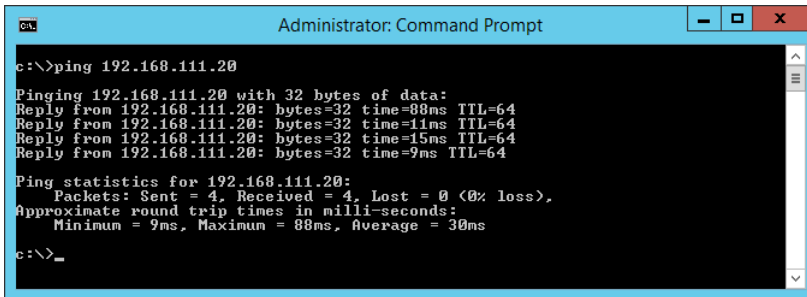 Administrator: Command Prompt
c:\>ping 192.168.111.20
Pinging 192.168.111.20 with 32 bytes of data:
Reply from 192.168.111.20: bytes=32 time=88ms TTL=64
Reply from 192.168.111.20: bytes=32 time=11ms TTL=64
Reply from 192.168.111.20: bytes=32 time=15ms TTL=64
Reply from 192.168.111.20: bytes=32 time=9ms TTL=64
Ping statistics for 192.168.111.20:
    Packets: Sent = 4, Received = 4, Lost = 0 (0% loss),
Approximate round trip times in milli-seconds:
    Minimum = 9ms, Maximum = 88ms, Average = 30ms
c:\>_